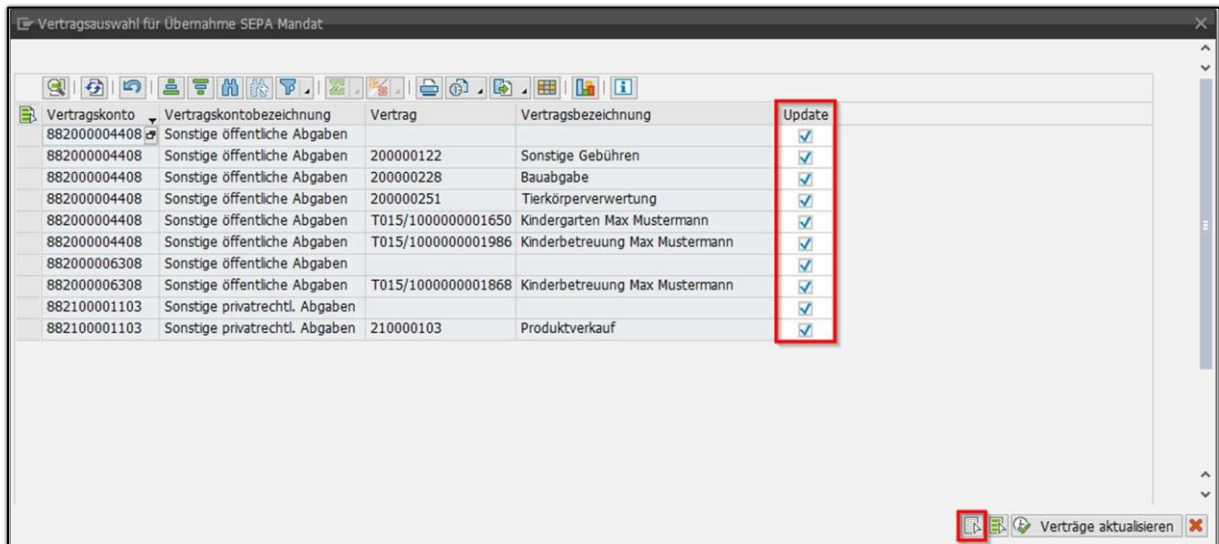 Vertragsauswahl für Übernahme SEPA Mandat
Vertragskonto Vertragskontobezeichnung Vertrag Vertragsbezeichnung Update
882000004408 Sonstige öffentliche Abgaben
882000004408 Sonstige öffentliche Abgaben 200000122 Sonstige Gebühren
882000004408 Sonstige öffentliche Abgaben 200000228 Bauabgabe
882000004408 Sonstige öffentliche Abgaben 200000251 Tierkörperverwertung
882000004408 Sonstige öffentliche Abgaben T015/1000000001650 Kindergarten Max Mustermann
882000004408 Sonstige öffentliche Abgaben T015/1000000001986 Kinderbetreuung Max Mustermann
882000006308 Sonstige öffentliche Abgaben
882000006308 Sonstige öffentliche Abgaben T015/1000000001868 Kinderbetreuung Max Mustermann
882100001103 Sonstige privatrechtl. Abgaben
882100001103 Sonstige privatrechtl. Abgaben 210000103 Produktverkauf
Verträge aktualisieren